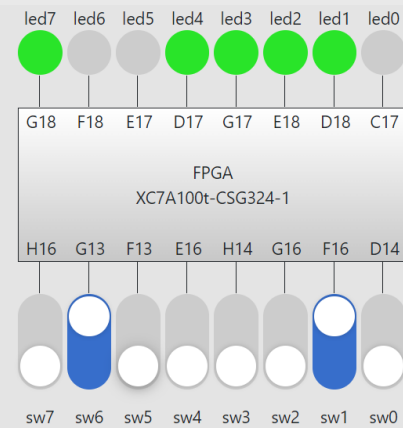 led7 led6 led5 led4 led3 led2 led1 led0
G18 F18 E17 D17 G17 E18 D18 C17
FPGA
XC7A100t-CSG324-1
H16 G13 F13 E16 H14 G16 F16 D14
sw7 sw6 sw5 sw4 sw3 sw2 sw1 sw0